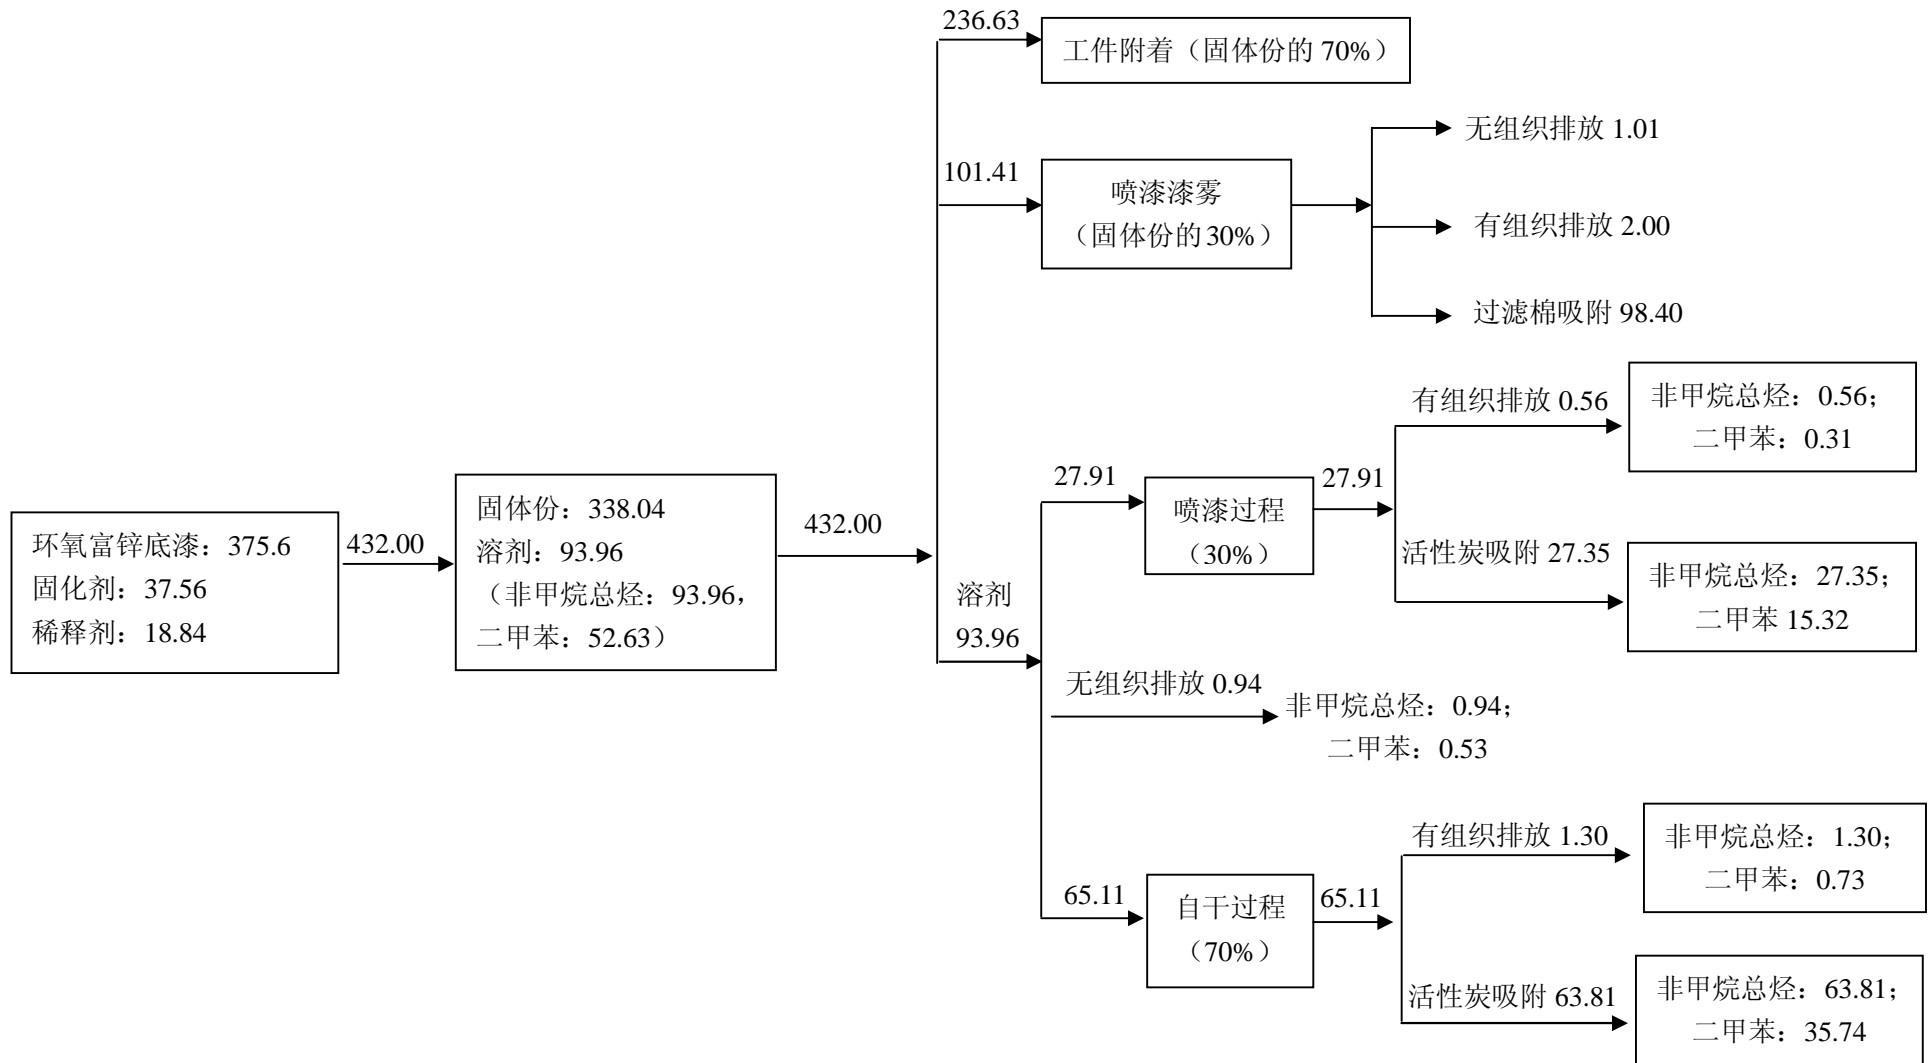 236.63
工件附着（固体份的 70%）
无组织排放 1.01
101.41
喷漆漆雾
（固体份的30%）
有组织排放 2.00
过滤棉吸附 98.40
有组织排放 0.56
非甲烷总烃：0.56；
二甲苯：0.31
27.91
喷漆过程
（30%）
27.91
活性炭吸附 27.35
非甲烷总烃：27.35；
二甲苯 15.32
环氧富锌底漆：375.6
固化剂：37.56
稀释剂：18.84
432.00
固体份：338.04
溶剂：93.96
（非甲烷总烃：93.96，
二甲苯：52.63）
432.00
溶剂
93.96
无组织排放 0.94
非甲烷总烃：0.94；
二甲苯：0.53
有组织排放 1.30
非甲烷总烃：1.30；
二甲苯：0.73
65.11
自干过程
（70%）
65.11
活性炭吸附 63.81
非甲烷总烃：63.81；
二甲苯：35.74